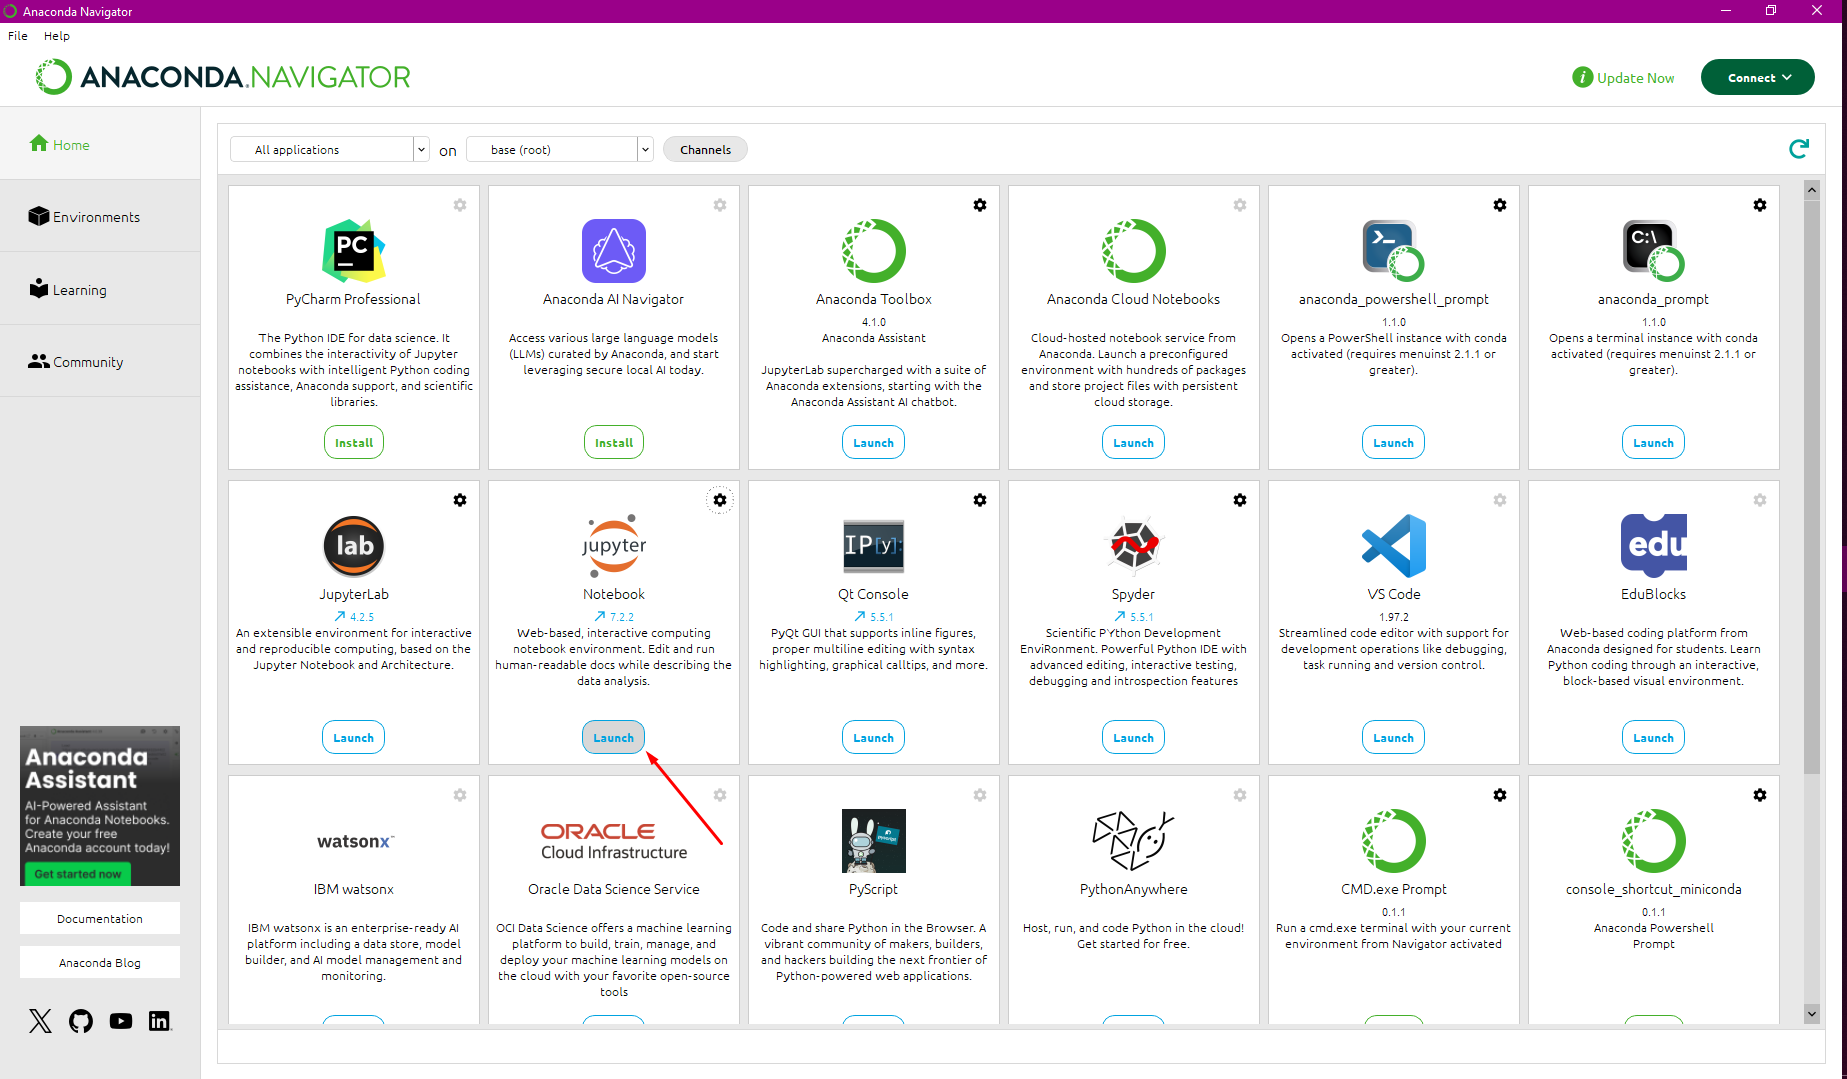 Anaconda Navigator
File Help
ANACONDA.NAVIGATOR
i Update Now
Connect
Home
Environments
Learning
Community
All applications
on
base (root)
Channels
PC
PyCharm Professional
The Python IDE for data science. It
combines the interactivity of Jupyter
notebooks with intelligent Python coding
assistance, Anaconda support, and scientific
libraries.
Install
Anaconda AI Navigator
Access various large language models
(LLMs) curated by Anaconda, and start
leveraging secure local AI today.
Install
Anaconda Toolbox
4.1.0
Anaconda Assistant
JupyterLab supercharged with a suite of
Anaconda extensions, starting with the
Anaconda Assistant AI chatbot.
Launch
Anaconda Cloud Notebooks
Cloud-hosted notebook service from
Anaconda. Launch a preconfigured
environment with hundreds of packages
and store project files with persistent
cloud storage.
Launch
anaconda_powershell_prompt
1.1.0
Opens a PowerShell instance with conda
activated (requires menuinst 2.1.1 or
greater).
Launch
C:\
anaconda_prompt
1.1.0
Opens a terminal instance with conda
activated (requires menuinst 2.1.1 or
greater).
Launch
lab
JupyterLab
4.2.5
An extensible environment for interactive
and reproducible computing, based on the
Jupyter Notebook and Architecture.
Launch
jupyter
Notebook
7.2.2
Web-based, interactive computing
notebook environment. Edit and run
human-readable docs while describing the
data analysis.
Launch
IP[y]:
Qt Console
5.5.1
PyQt GUI that supports inline figures,
proper multiline editing with syntax
highlighting, graphical calltips, and more.
Launch
Spyder
5.5.1
Scientific PYthon Development
EnviRonment. Powerful Python IDE with
advanced editing, interactive testing,
debugging and introspection features
Launch
VS Code
1.97.2
Streamlined code editor with support for
development operations like debugging,
task running and version control.
Launch
edu
EduBlocks
Web-based coding platform from
Anaconda designed for students. Learn
Python coding through an interactive,
block-based visual environment.
Launch
watsonx™
IBM watsonx
IBM watsonx is an enterprise-ready AI
platform including a data store, model
builder, and AI model management and
monitoring.
ORACLE
Cloud Infrastructure
Oracle Data Science Service
OCI Data Science offers a machine learning
platform to build, train, manage, and
deploy your machine learning models on
the cloud with your favorite open-source
tools
PyScript
Code and share Python in the Browser. A
vibrant community of makers, builders,
and hackers building the next frontier of
Python-powered web applications.
PythonAnywhere
Host, run, and code Python in the cloud!
Get started for free.
CMD.exe Prompt
0.1.1
Run a cmd.exe terminal with your current
environment from Navigator activated
console_shortcut_miniconda
0.1.1
Anaconda Powershell
Prompt
Anaconda
Assistant
AI-Powered Assistant
for Anaconda Notebooks.
Create your free
Anaconda account today!
Get started now
Documentation
Anaconda Blog
in